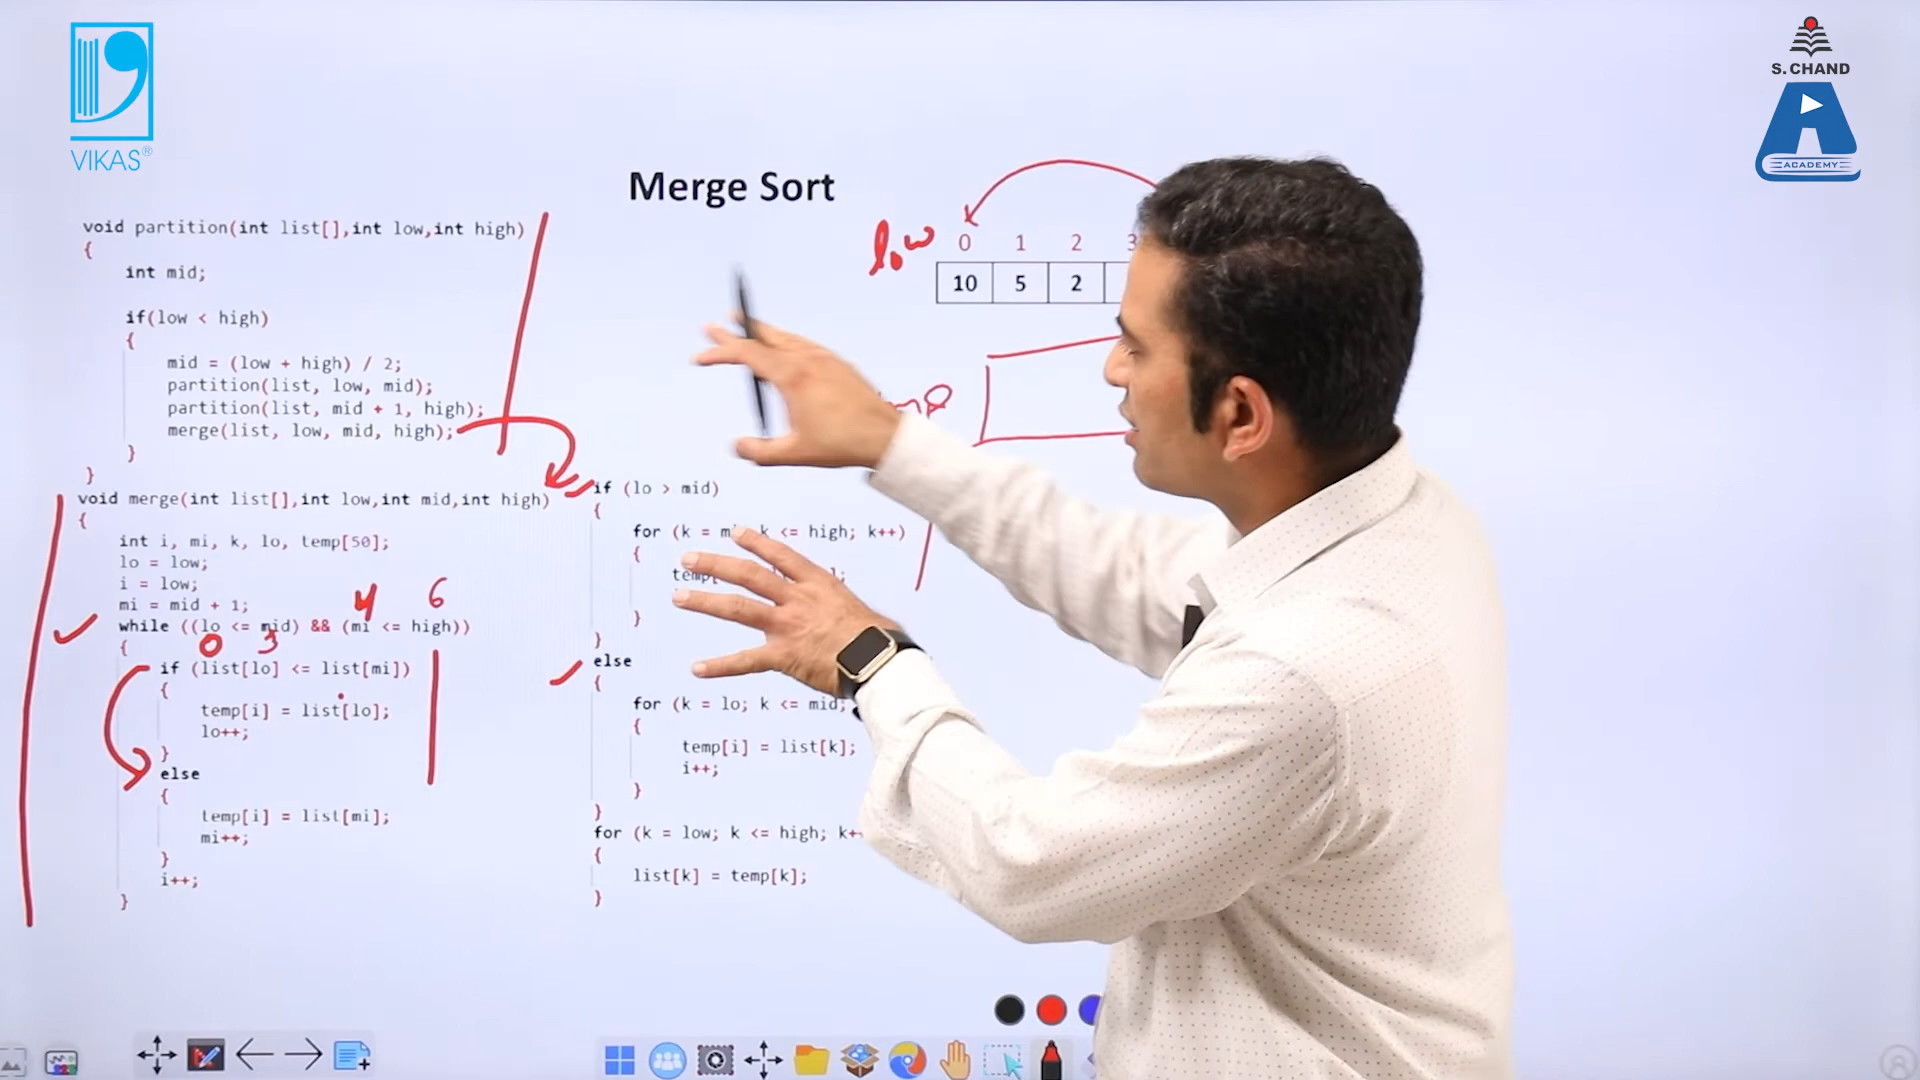 VIKAS®
S. CHAND
ACADEMY
Merge Sort
void partition(int list[],int low,int high)
{
int mid;
if(low < high)
{
mid = (low + high) / 2;
partition(list, low, mid);
partition(list, mid + 1, high);
merge(list, low, mid, high);
}
}
void merge(int list[],int low,int mid,int high)
{
int i, mi, k, lo, temp[50];
lo = low;
i = low;
mi = mid + 1;
4 6
while ((lo <= mid) && (mi <= high))
0 3
{
if (list[lo] <= list[mi])
{
temp[i] = list[lo];
lo++;
}
else
{
temp[i] = list[mi];
mi++;
}
i++;
}
if (lo > mid)
{
for (k = k <= high; k++)
{
}
}
else
{
for (k = lo; k <= mid;
{
temp[i] = list[k];
i++;
}
}
for (k = low; k <= high;
{
list[k] = temp[k];
}
low 0 1 2 3
10 5 2